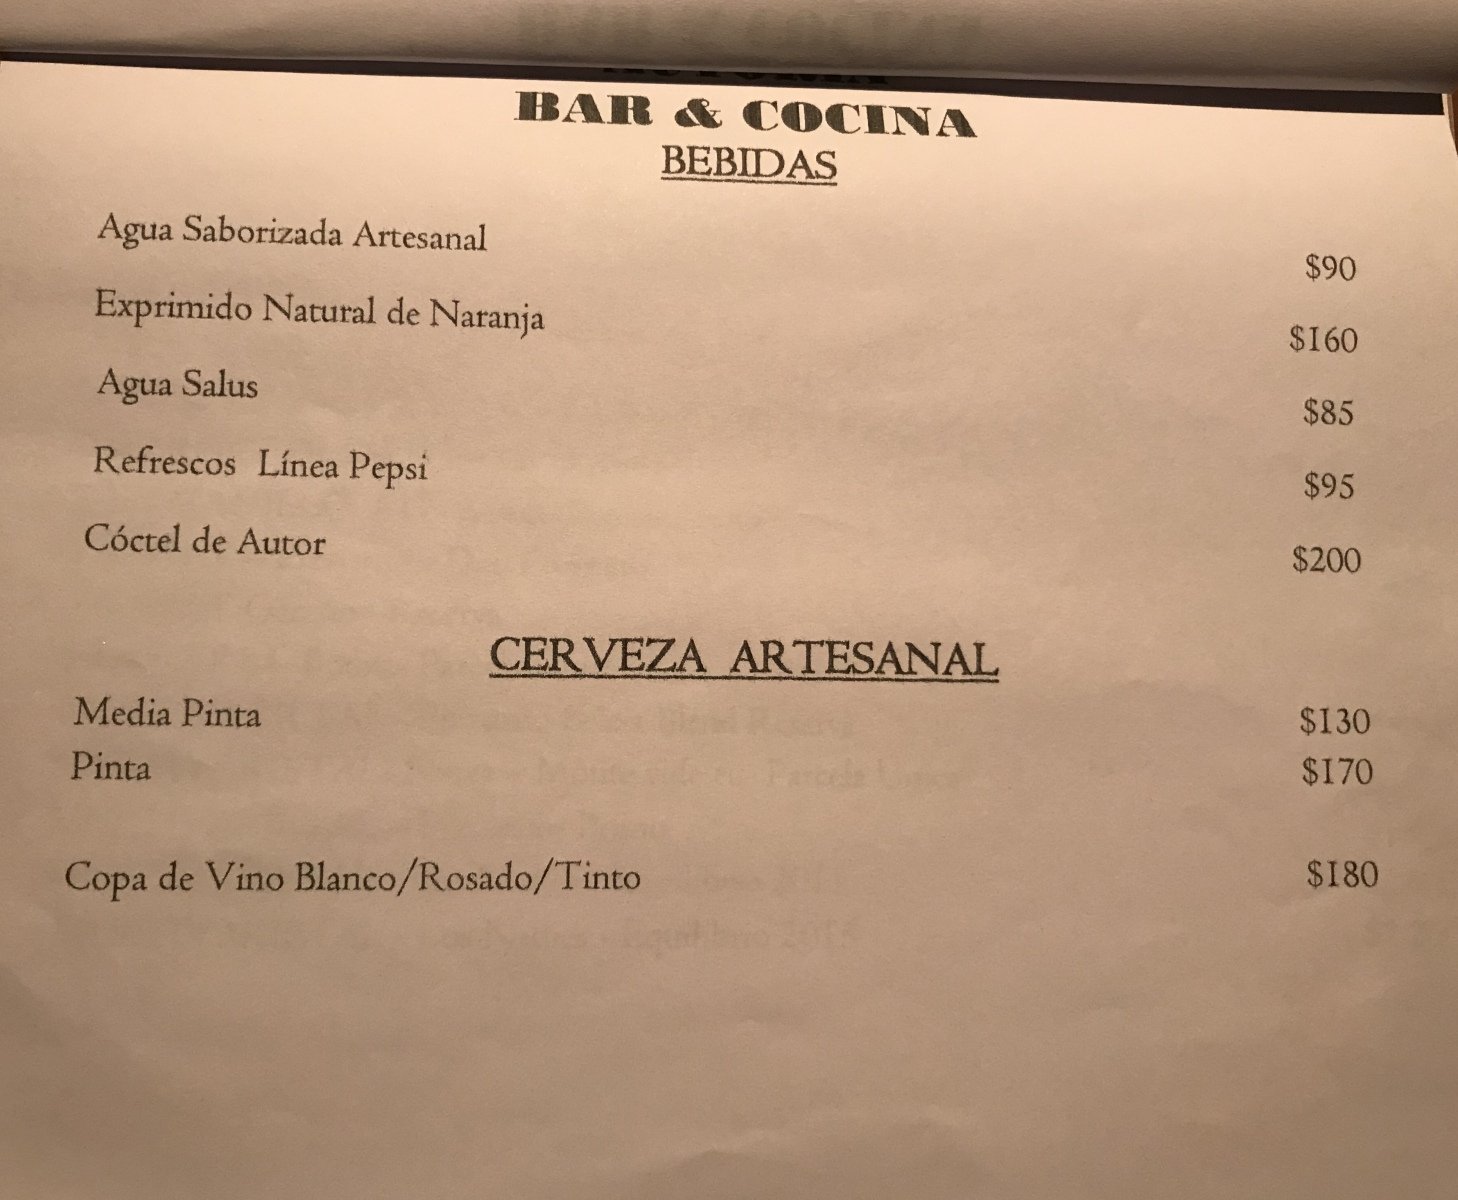 BAR & COCINA
BEBIDAS
Agua Saborizada Artesanal $90
Exprimido Natural de Naranja $160
Agua Salus $85
Refrescos Línea Pepsi $95
Cóctel de Autor $200
CERVEZA ARTESANAL
Media Pinta $130
Pinta $170
Copa de Vino Blanco/Rosado/Tinto $180